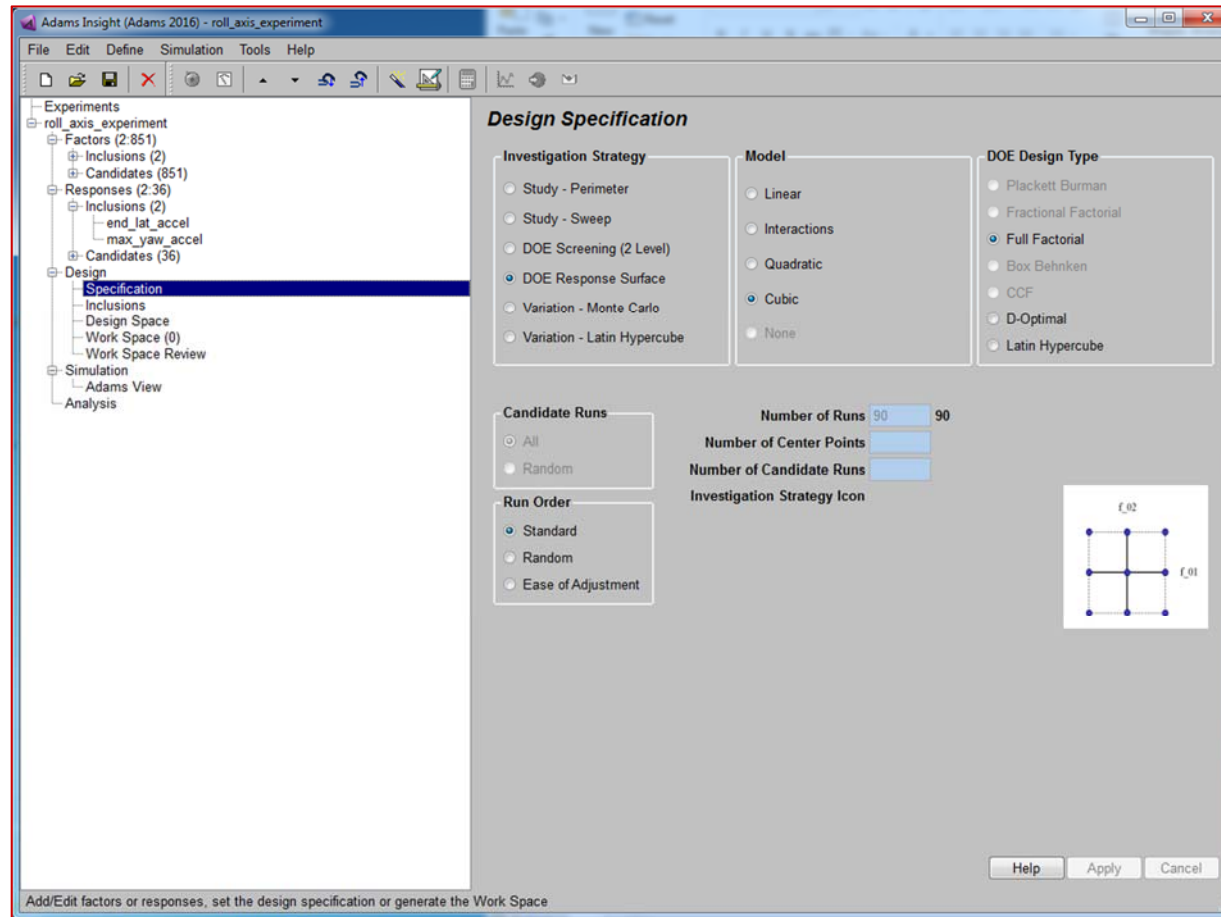 Adams Insight (Adams 2016) - roll_axis_experiment
File Edit Define Simulation Tools Help
Experiments
roll_axis_experiment
Factors (2:851)
Inclusions (2)
Candidates (851)
Responses (2:36)
Inclusions (2)
end_lat_accel
max_yaw_accel
Candidates (36)
Design
Specification
Inclusions
Design Space
Work Space (0)
Work Space Review
Simulation
Adams View
Analysis
Design Specification
Investigation Strategy
Study - Perimeter
Study - Sweep
DOE Screening (2 Level)
DOE Response Surface
Variation - Monte Carlo
Variation - Latin Hypercube
Model
Linear
Interactions
Quadratic
Cubic
None
DOE Design Type
Plackett Burman
Fractional Factorial
Full Factorial
Box Behnken
CCF
D-Optimal
Latin Hypercube
Candidate Runs
All
Random
Run Order
Standard
Random
Ease of Adjustment
Number of Runs 90 90
Number of Center Points
Number of Candidate Runs
Investigation Strategy Icon
f_02
f_01
Help Apply Cancel
Add/Edit factors or responses, set the design specification or generate the Work Space